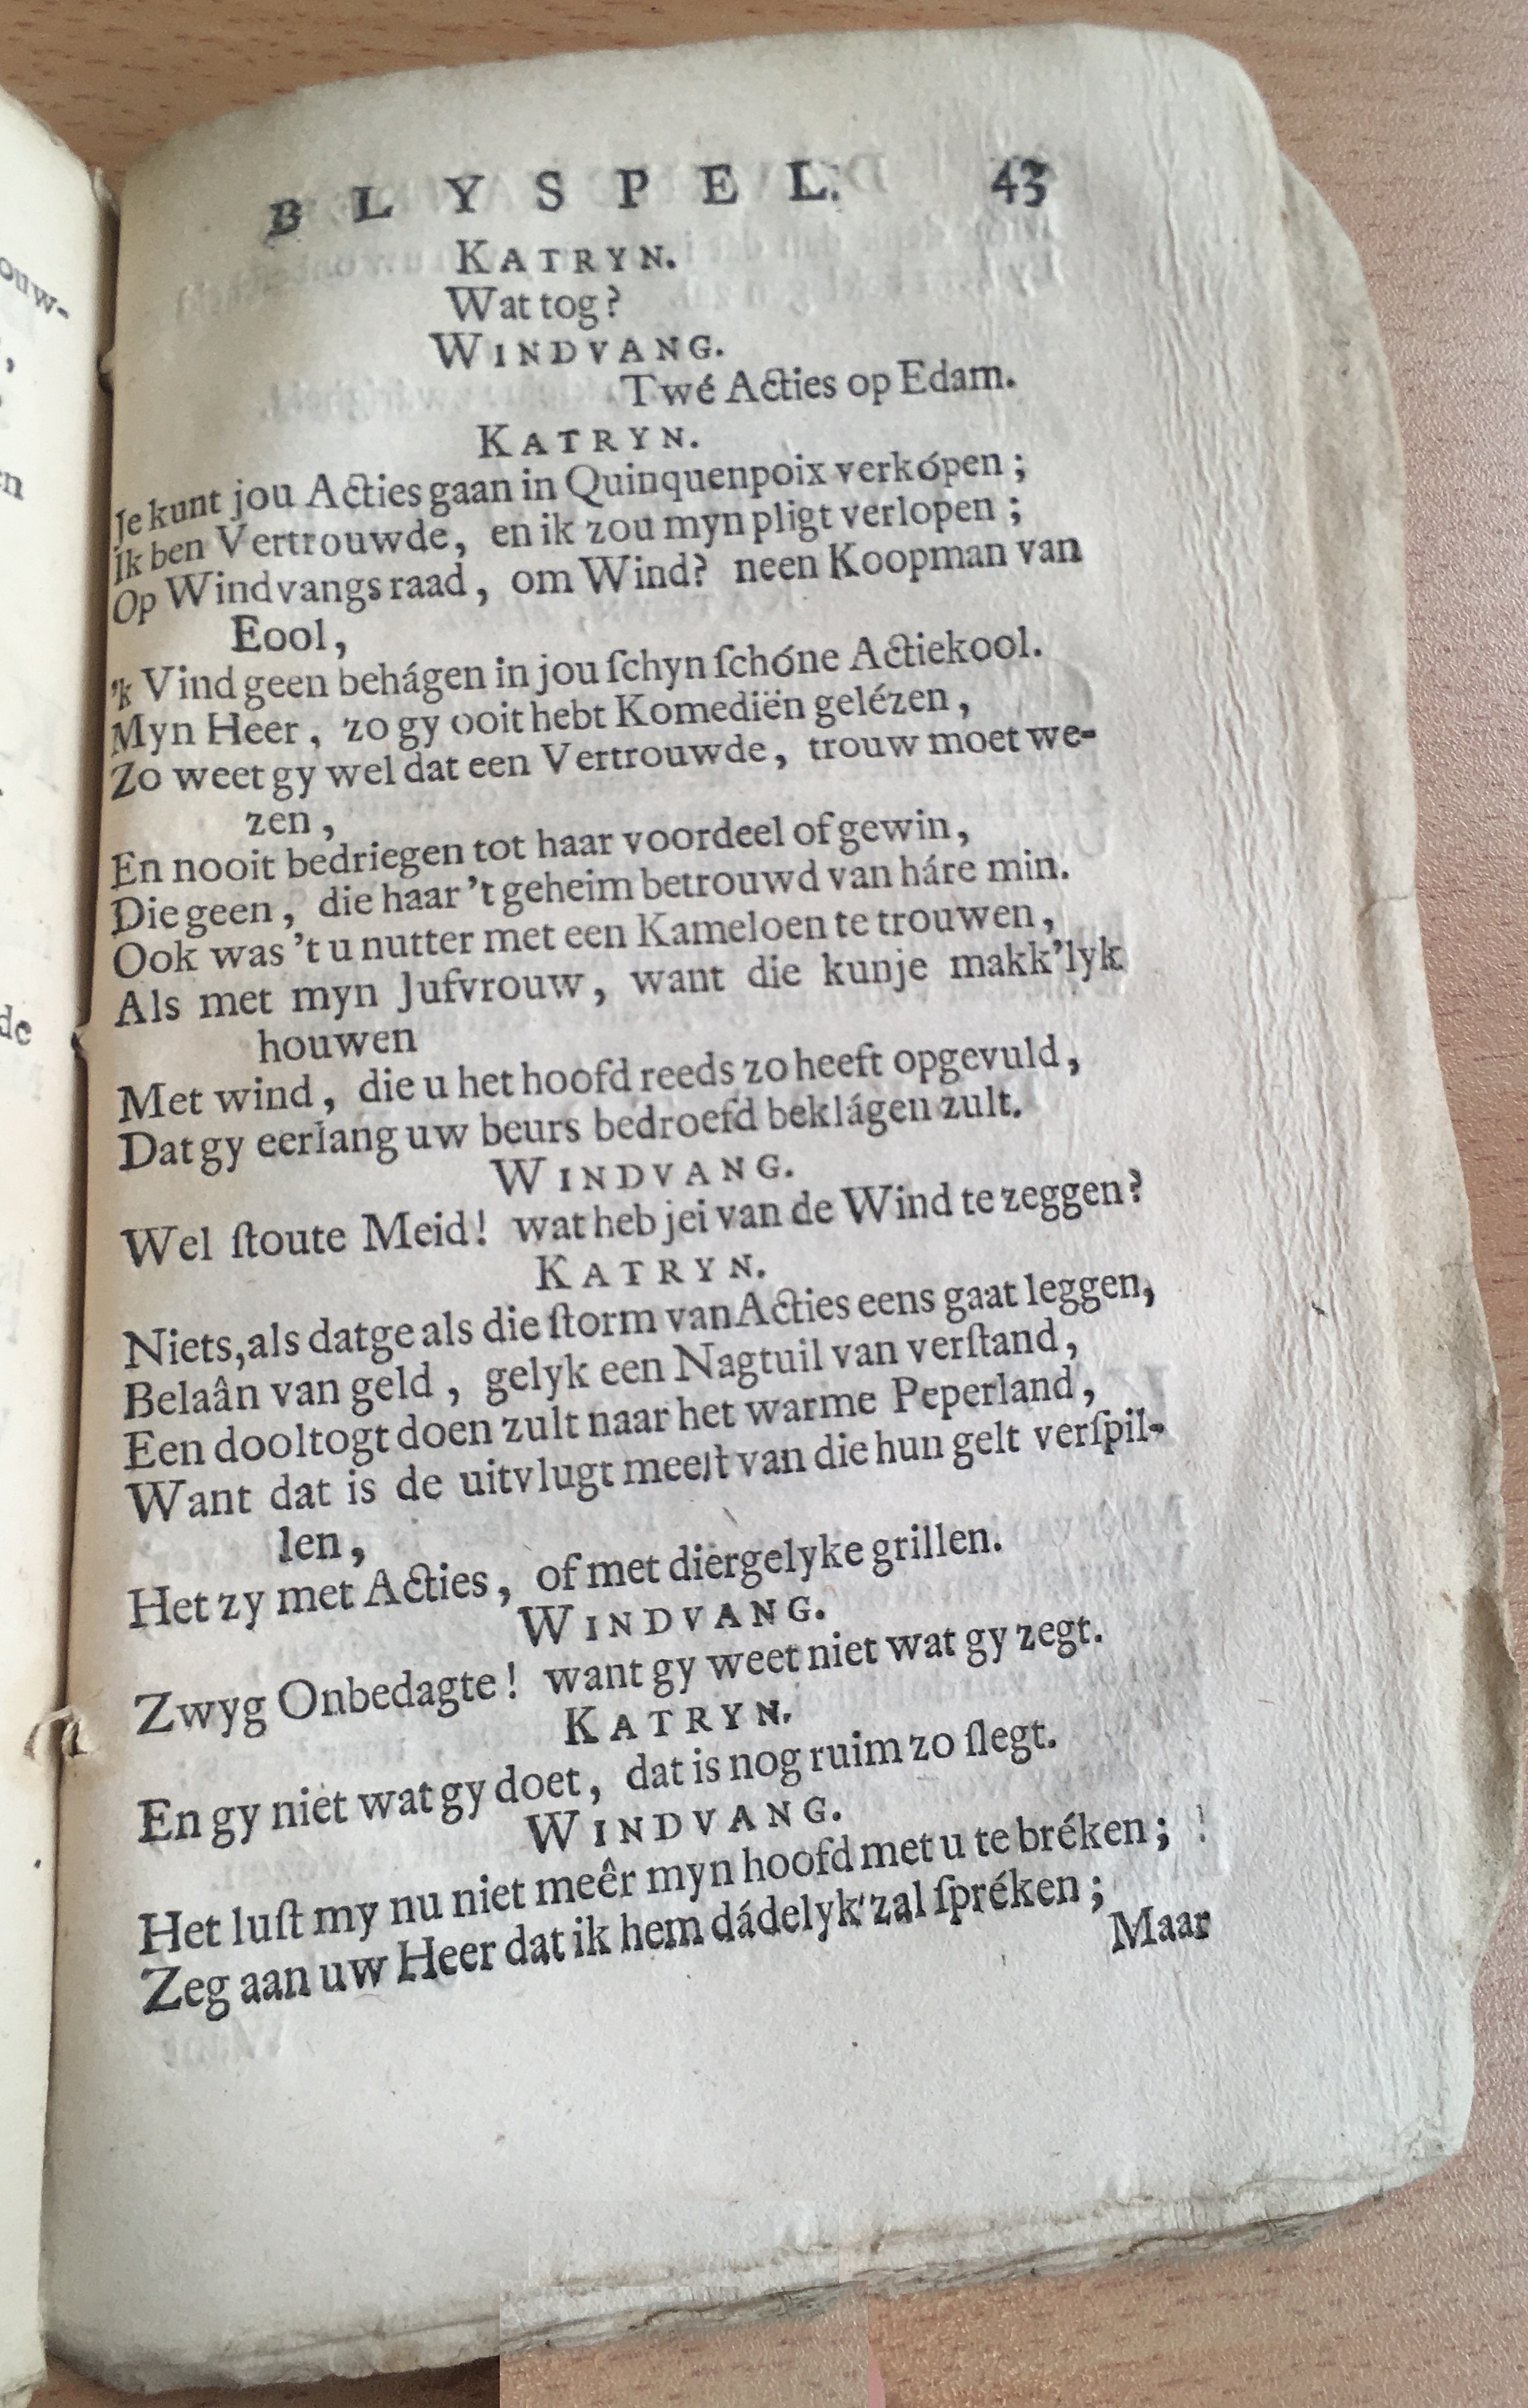 BLYSPEL. 43
KATRYN.
Wat tog?
WINDVANG.
Twé Acties op Edam.
KATRYN.
Je kunt jou Acties gaan in Quinquenpoix verkópen;
Ik ben Vertrouwde, en ik zou myn pligt verlopen;
Op Windvangs raad, om Wind? neen Koopman van
Eool,
'k Vind geen behágen in jou ſchyn ſchóne Actiekool.
Myn Heer, zo gy ooit hebt Komediën gelézen,
Zo weet gy wel dat een Vertrouwde, trouw moet we-
zen,
En nooit bedriegen tot haar voordeel of gewin,
Die geen, die haar 't geheim betrouwd van háre min.
Ook was 't u nutter met een Kameloen te trouwen,
Als met myn Jufvrouw, want die kunje makk'lyk
houwen
Met wind, die u het hoofd reeds zo heeft opgevuld,
Dat gy eerlang uw beurs bedroefd beklágen zult.
WINDVANG.
Wel ſtoute Meid! wat heb jei van de Wind te zeggen?
KATRYN.
Niets, als datge als die ſtorm van Acties eens gaat leggen,
Belaân van geld, gelyk een Nagtuil van verſtand,
Een dooltogt doen zult naar het warme Peperland,
Want dat is de uitvlugt meeſt van die hun gelt verſpil-
len,
Het zy met Acties, of met diergelyke grillen.
WINDVANG.
Zwyg Onbedagte! want gy weet niet wat gy zegt.
KATRYN.
En gy niet wat gy doet, dat is nog ruim zo ſlegt.
WINDVANG.
Het luſt my nu niet meêr myn hoofd met u te bréken;
Zeg aan uw Heer dat ik hem dádelyk zal ſpréken;
Maar
ouw-
,
en
de